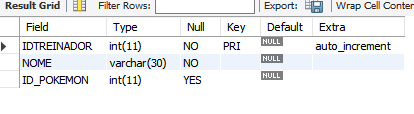 Result Grid Filter Rows: Export: Wrap Cell Conten
Field Type Null Key Default Extra
IDTREINADOR int(11) NO PRI NULL auto_increment
NOME varchar(30) NO NULL
ID_POKEMON int(11) YES NULL